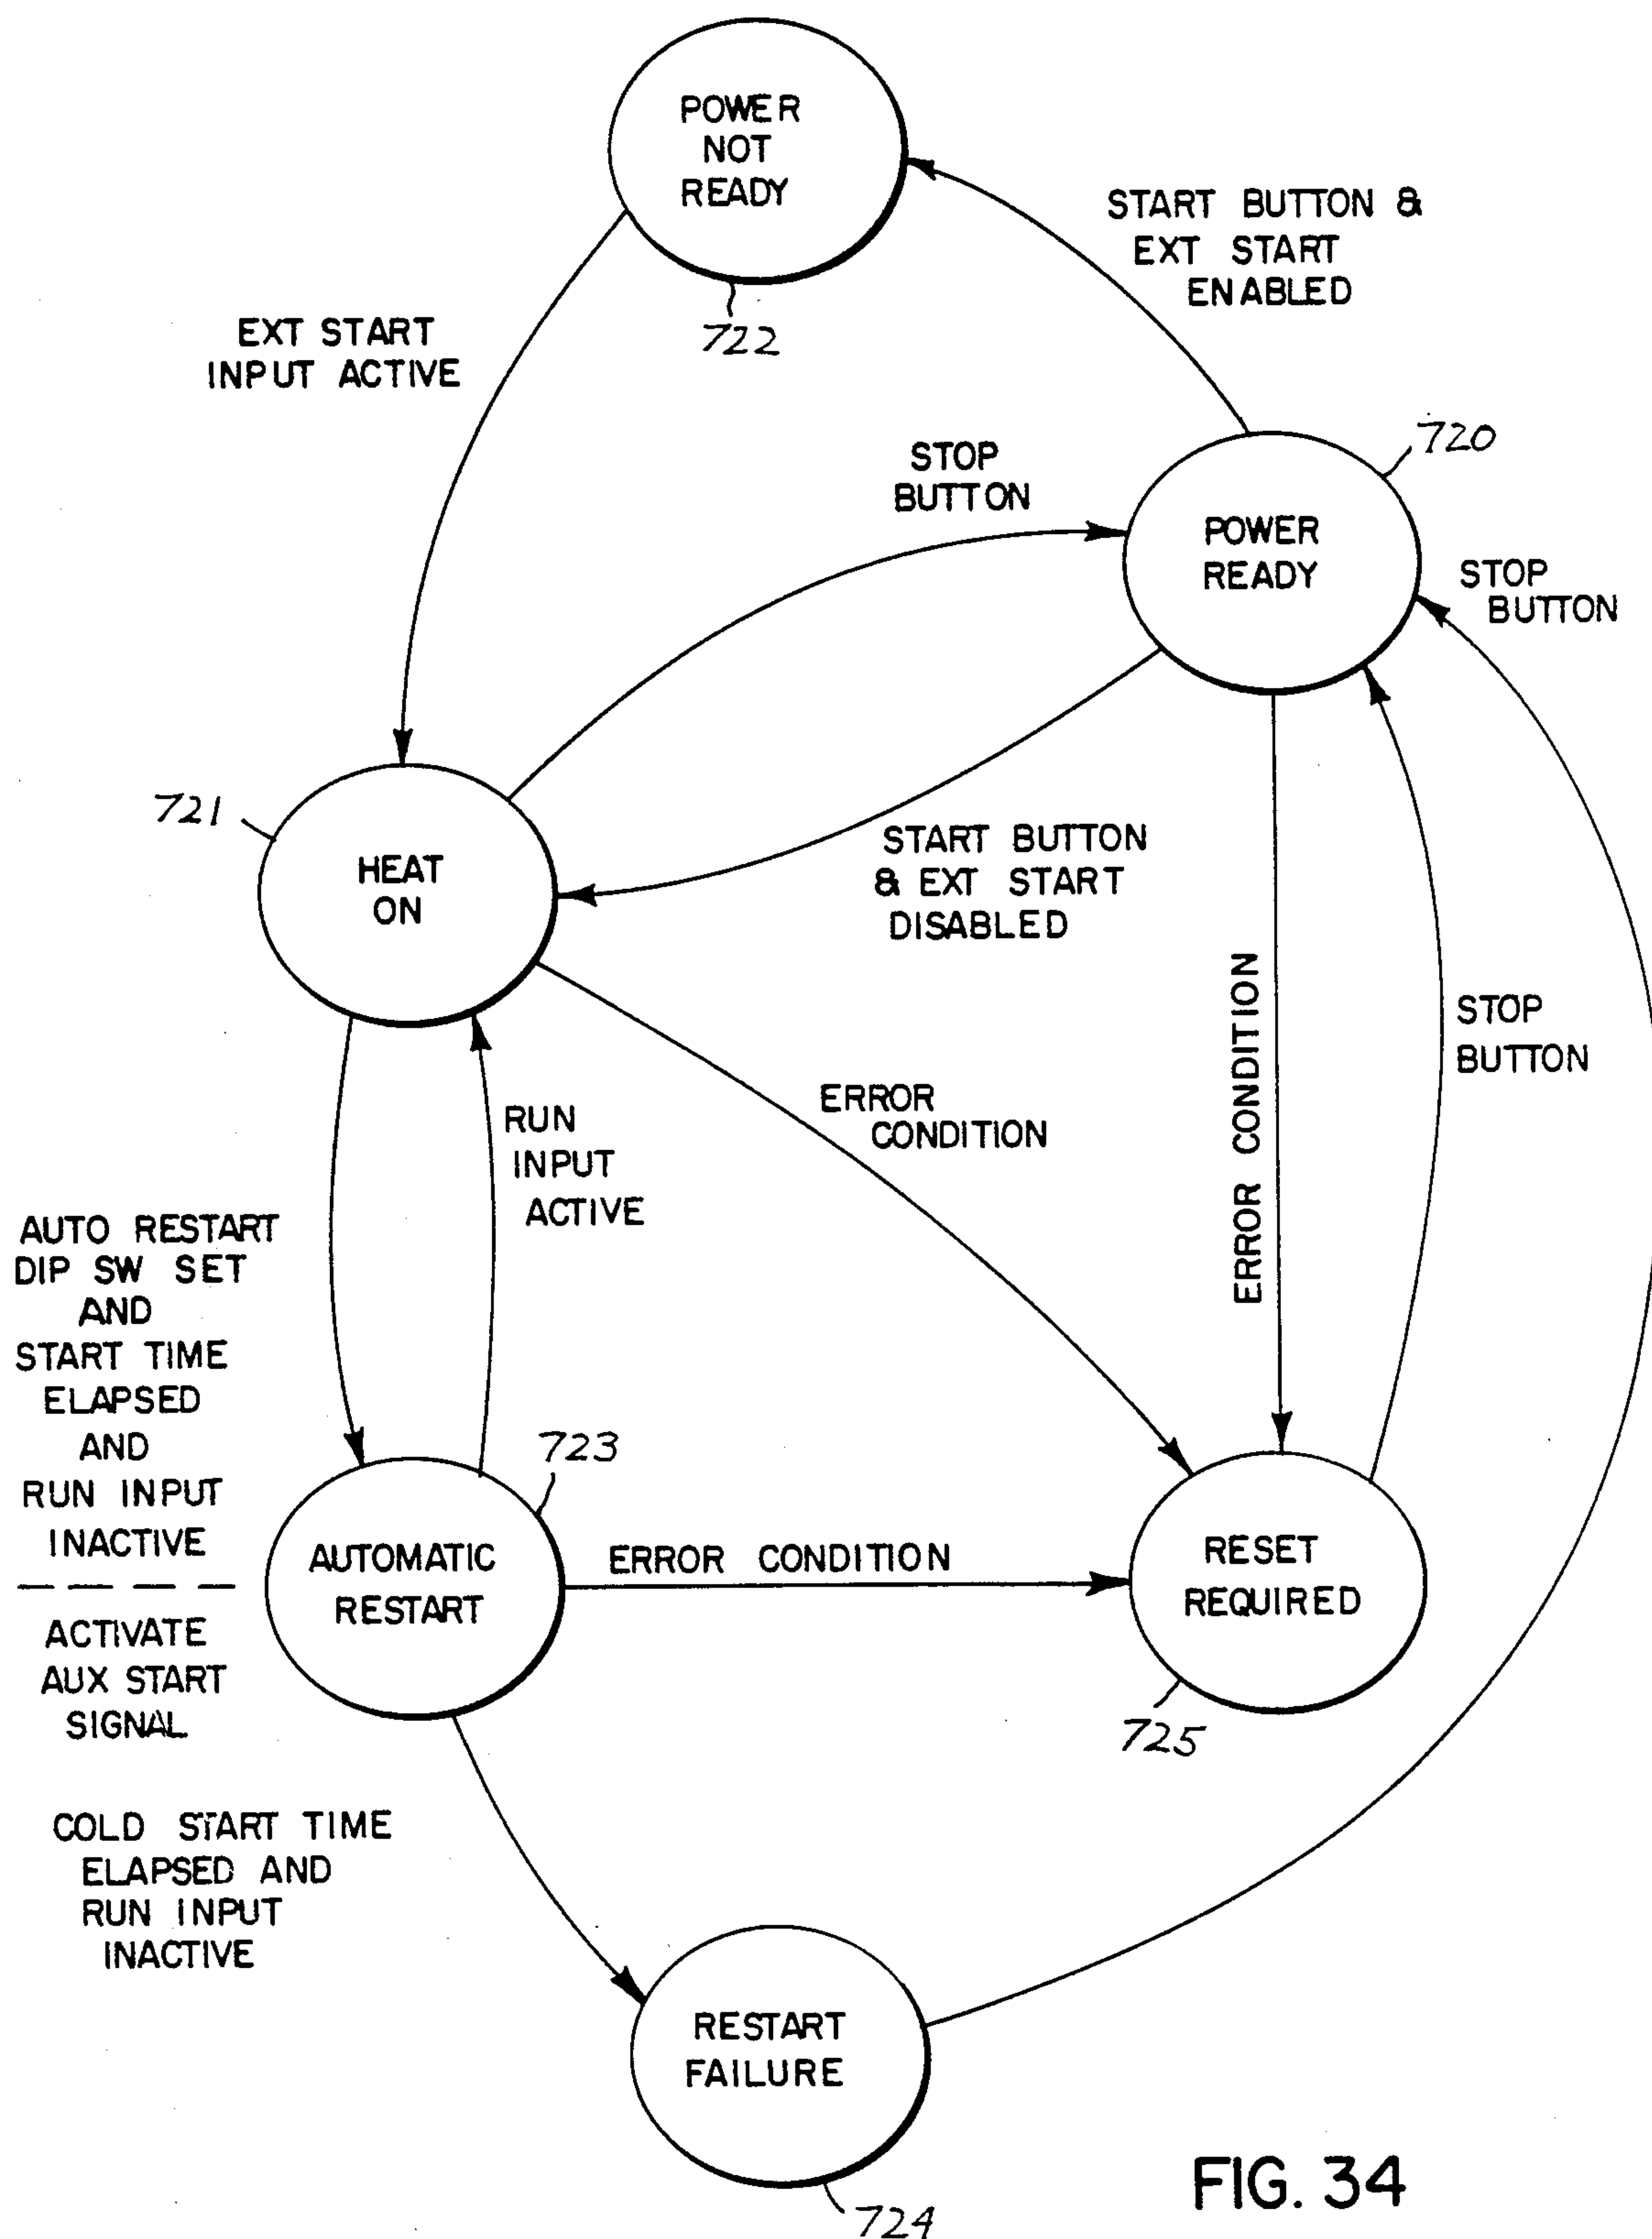 POWER
NOT
READY
722
START BUTTON &
EXT START
ENABLED
EXT START
INPUT ACTIVE
720
STOP
BUTTON
POWER
READY
STOP
BUTTON
721
HEAT
ON
START BUTTON
& EXT START
DISABLED
ERROR CONDITION
STOP
BUTTON
ERROR
CONDITION
RUN
INPUT
ACTIVE
AUTO RESTART
DIP SW SET
AND
START TIME
ELAPSED
AND
RUN INPUT
INACTIVE
ACTIVATE
AUX START
SIGNAL
723
AUTOMATIC
RESTART
ERROR CONDITION
RESET
REQUIRED
725
COLD START TIME
ELAPSED AND
RUN INPUT
INACTIVE
RESTART
FAILURE
724
FIG. 34